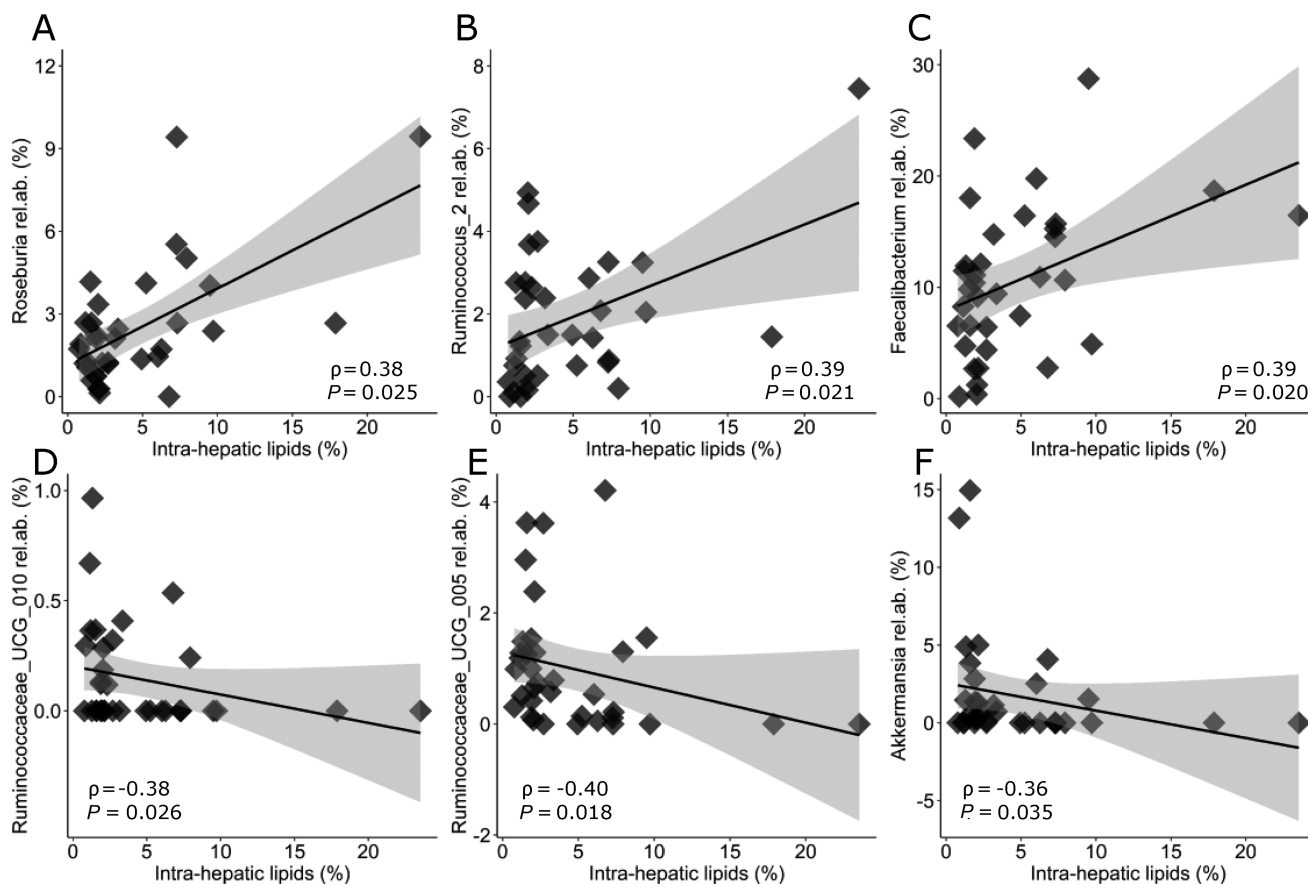 A
Roseburia rel.ab. (%)
12
9
6
3
0
ρ=0.38
P = 0.025
0 5 10 15 20
Intra-hepatic lipids (%)
B
Ruminococcus_2 rel.ab. (%)
8
6
4
2
0
ρ=0.39
P = 0.021
0 5 10 15 20
Intra-hepatic lipids (%)
C
Faecalibacterium rel.ab. (%)
30
20
10
0
ρ=0.39
P = 0.020
0 5 10 15 20
Intra-hepatic lipids (%)
D
Ruminococcaceae_UCG_010 rel.ab. (%)
1.0
0.5
0.0
ρ=-0.38
P = 0.026
0 5 10 15 20
Intra-hepatic lipids (%)
E
Ruminococcaceae_UCG_005 rel.ab. (%)
4
2
0
-2
ρ=-0.40
P = 0.018
0 5 10 15 20
Intra-hepatic lipids (%)
F
Akkermansia rel.ab. (%)
15
10
5
0
-5
ρ=-0.36
P = 0.035
0 5 10 15 20
Intra-hepatic lipids (%)